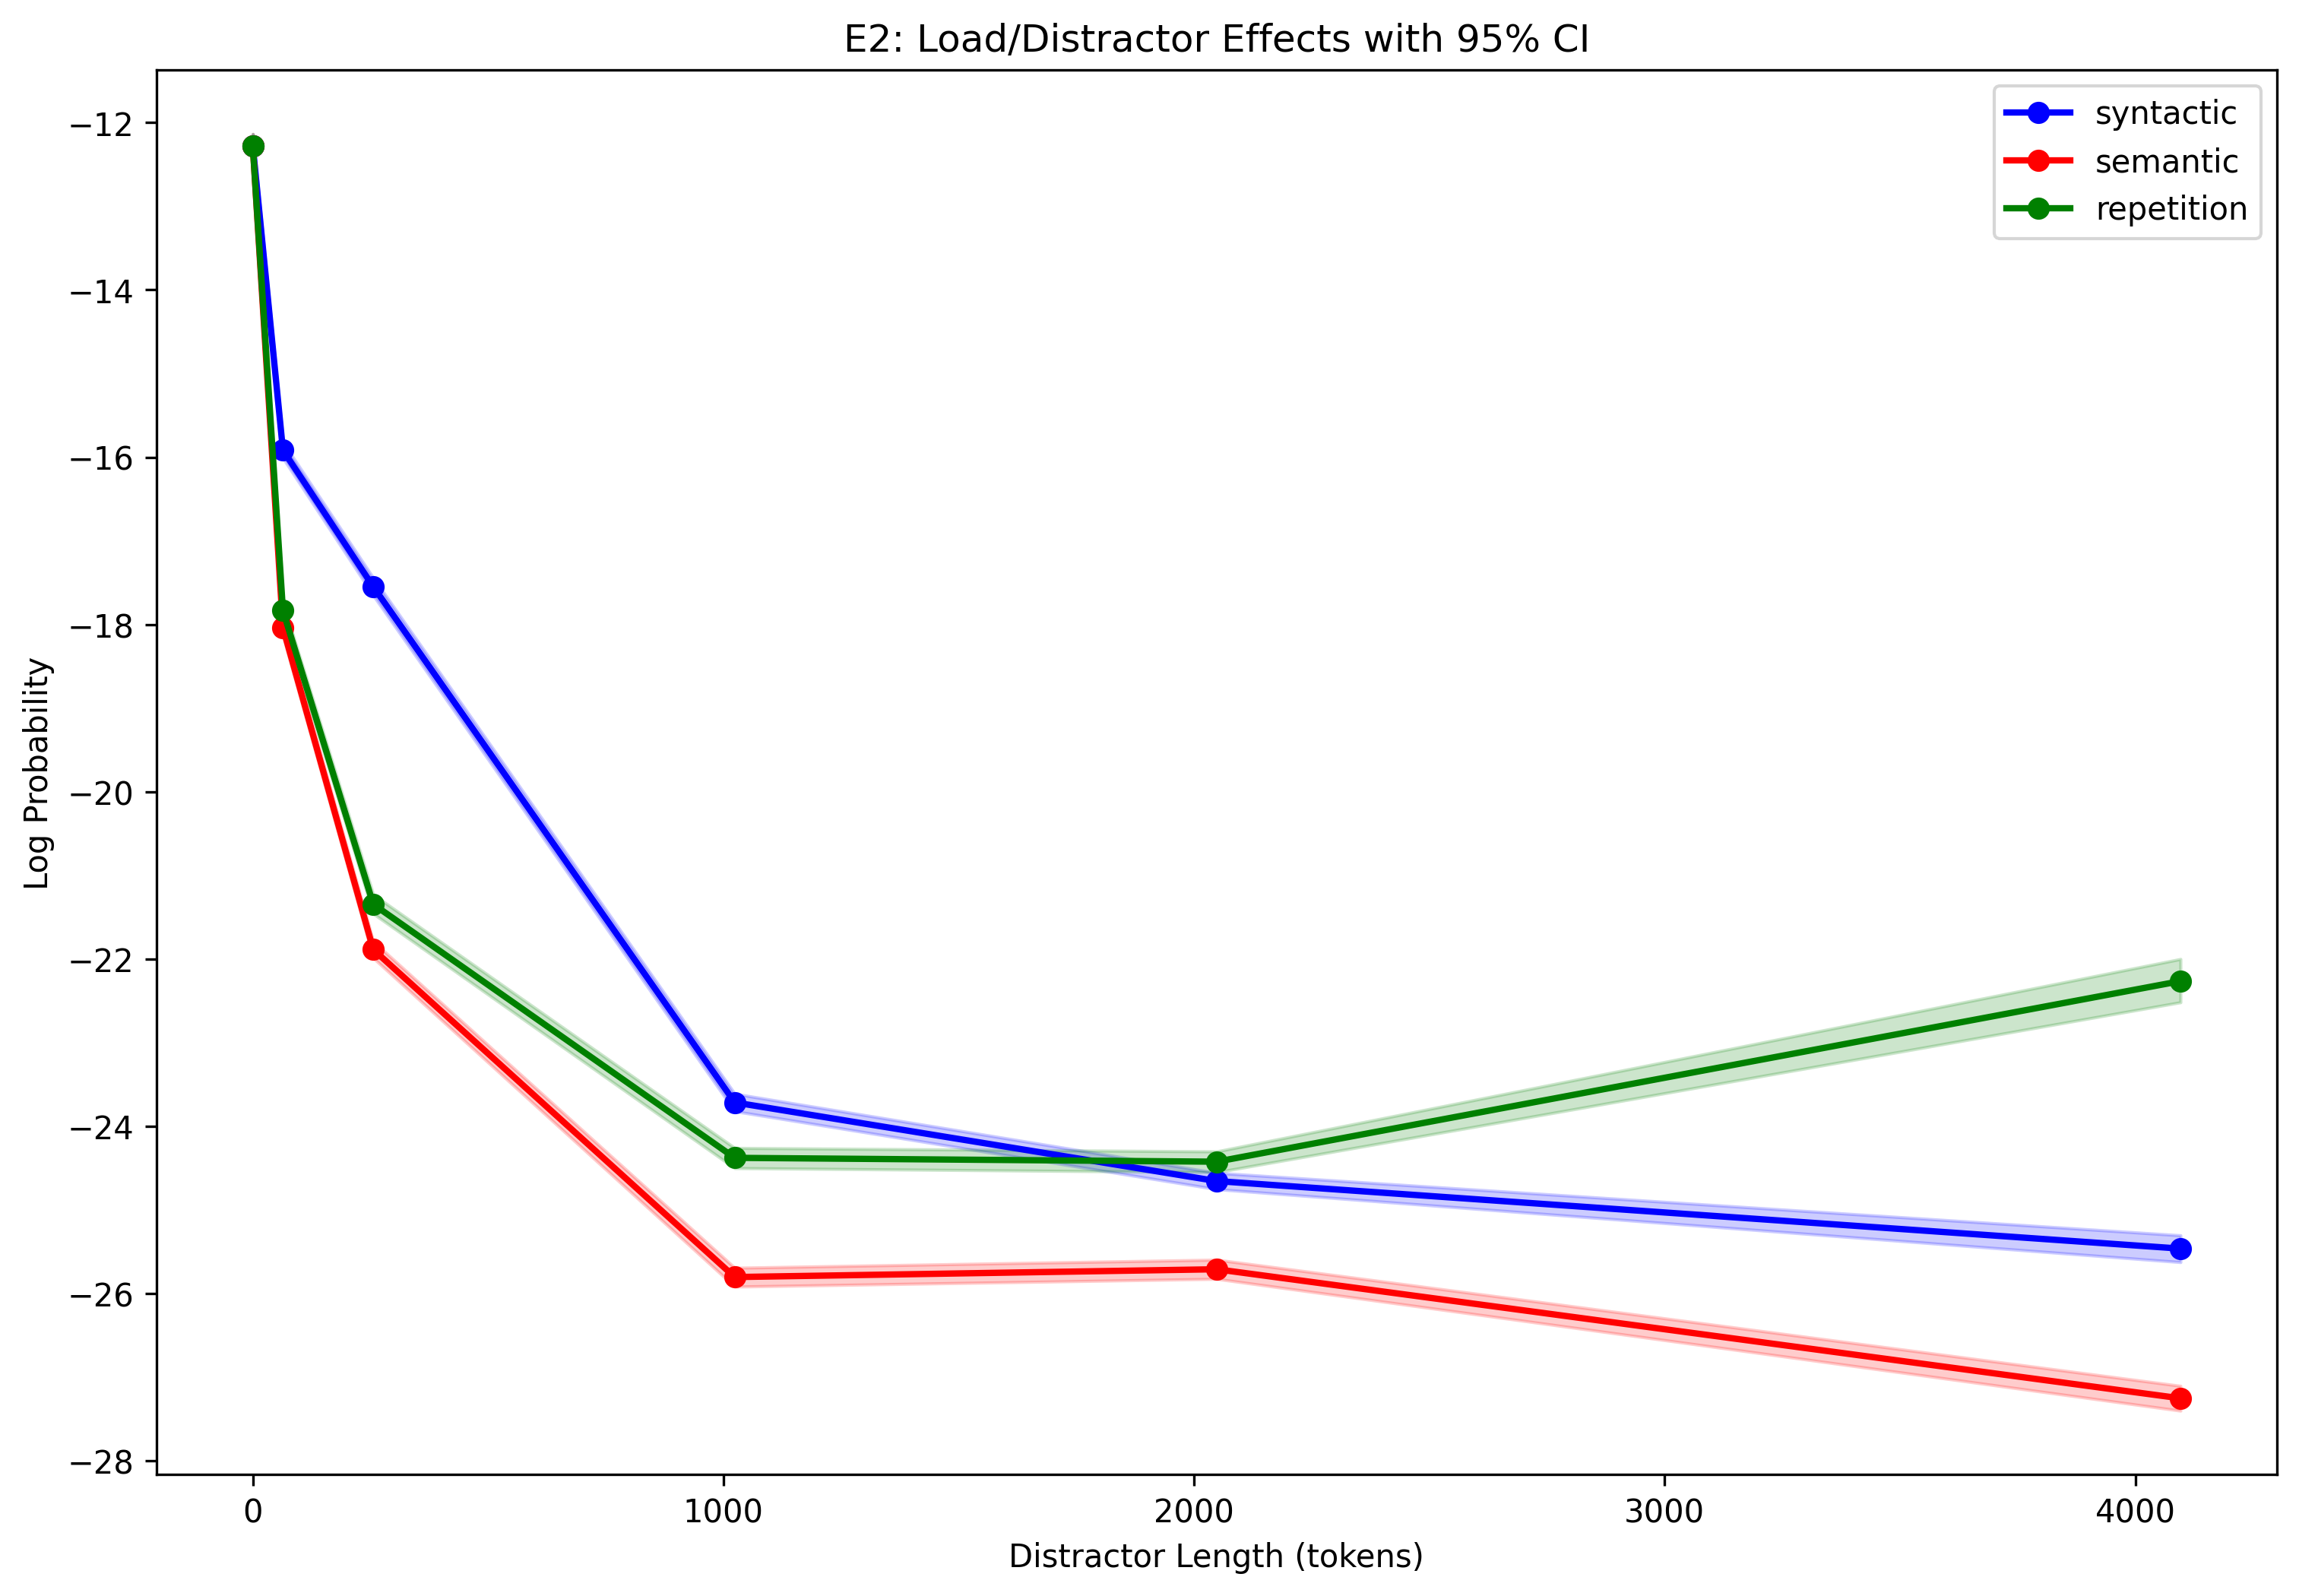 E2: Load/Distractor Effects with 95% CI
syntactic
semantic
repetition
Log Probability
−12
−14
−16
−18
−20
−22
−24
−26
−28
0 1000 2000 3000 4000
Distractor Length (tokens)